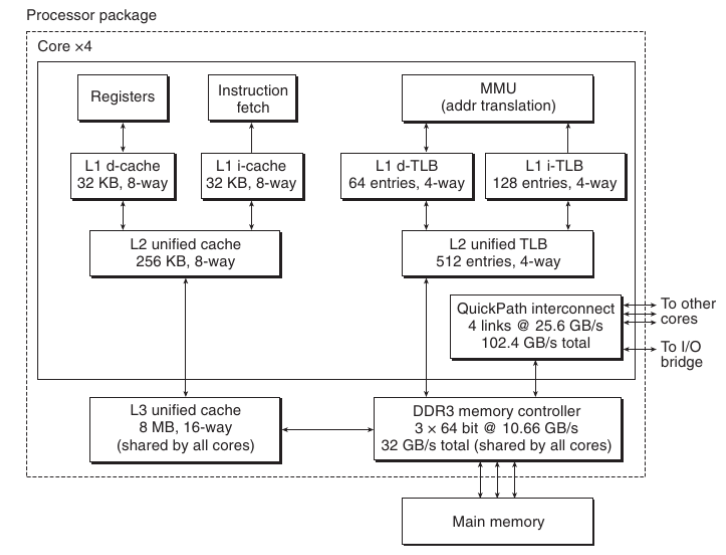 Processor package
Core ×4
Registers
Instruction
fetch
MMU
(addr translation)
L1 d-cache
32 KB, 8-way
L1 i-cache
32 KB, 8-way
L1 d-TLB
64 entries, 4-way
L1 i-TLB
128 entries, 4-way
L2 unified cache
256 KB, 8-way
L2 unified TLB
512 entries, 4-way
QuickPath interconnect
4 links @ 25.6 GB/s
102.4 GB/s total
To other
cores
To I/O
bridge
L3 unified cache
8 MB, 16-way
(shared by all cores)
DDR3 memory controller
3 × 64 bit @ 10.66 GB/s
32 GB/s total (shared by all cores)
Main memory